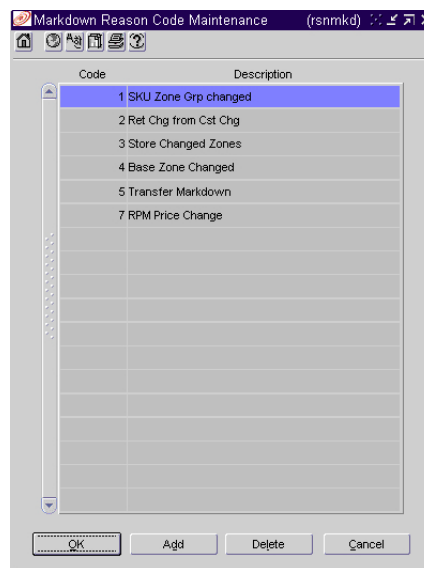 Markdown Reason Code Maintenance (rsnmkd)
Code Description
1 SKU Zone Grp changed
2 Ret Chg from Cst Chg
3 Store Changed Zones
4 Base Zone Changed
5 Transfer Markdown
7 RPM Price Change
OK Add Delete Cancel